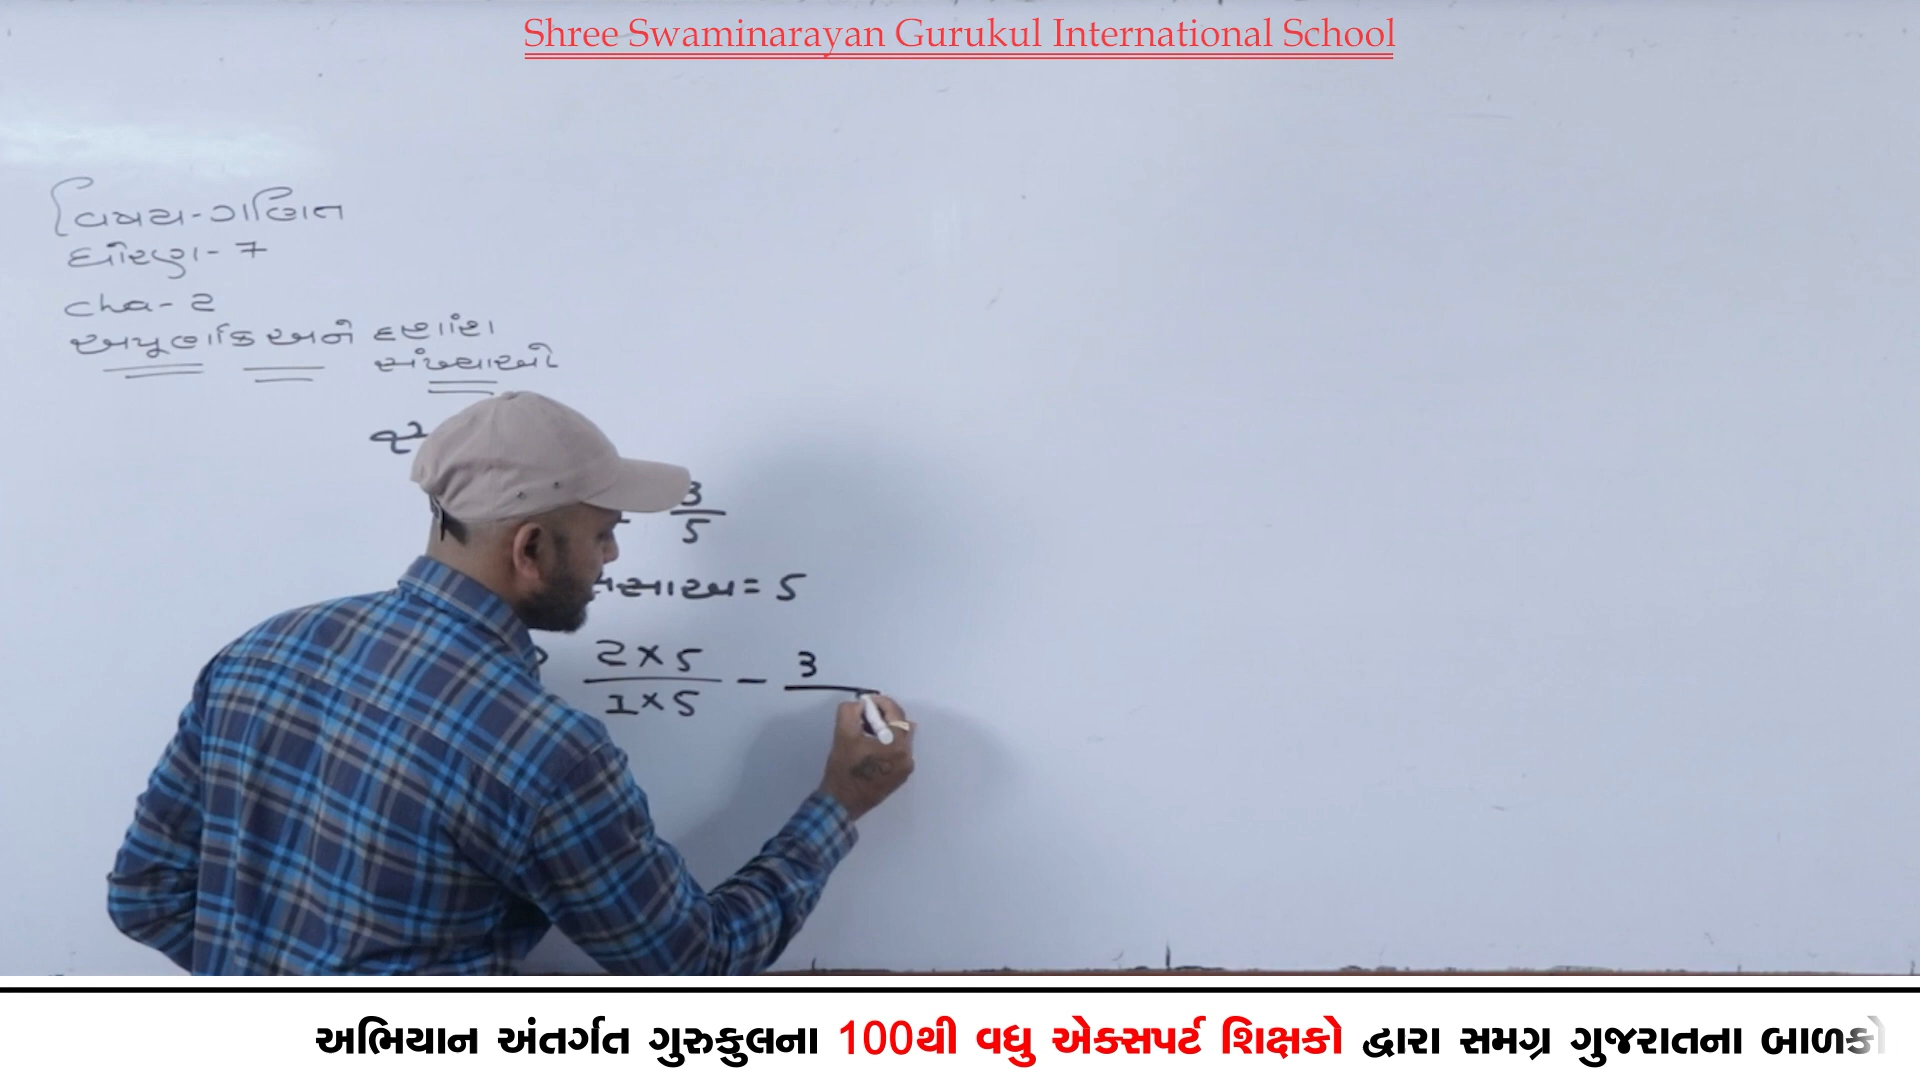 Shree Swaminarayan Gurukul International School
વિષય-ગણિત
ધોરણ-7
cha-2
અપૂર્ણાંક અને દશાંશ
સંખ્યાઓ
3
5
લસાઅ=5
2×5 - 3
1×5
અભિયાન અંતર્ગત ગુરુકુલના 100થી વધુ એક્સપર્ટ શિક્ષકો દ્વારા સમગ્ર ગુજરાતના બાળકો